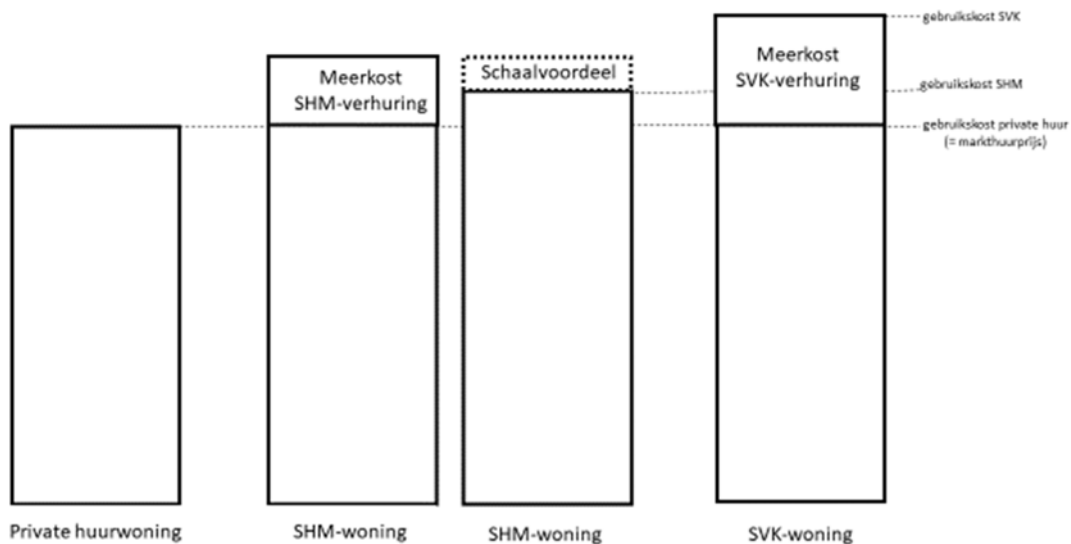 gebruikskost SVK
Meerkost
SVK-verhuring
Meerkost
SHM-verhuring
Schaalvoordeel
gebruikskost SHM
gebruikskost private huur
(= markthuurprijs)
Private huurwoning
SHM-woning
SHM-woning
SVK-woning